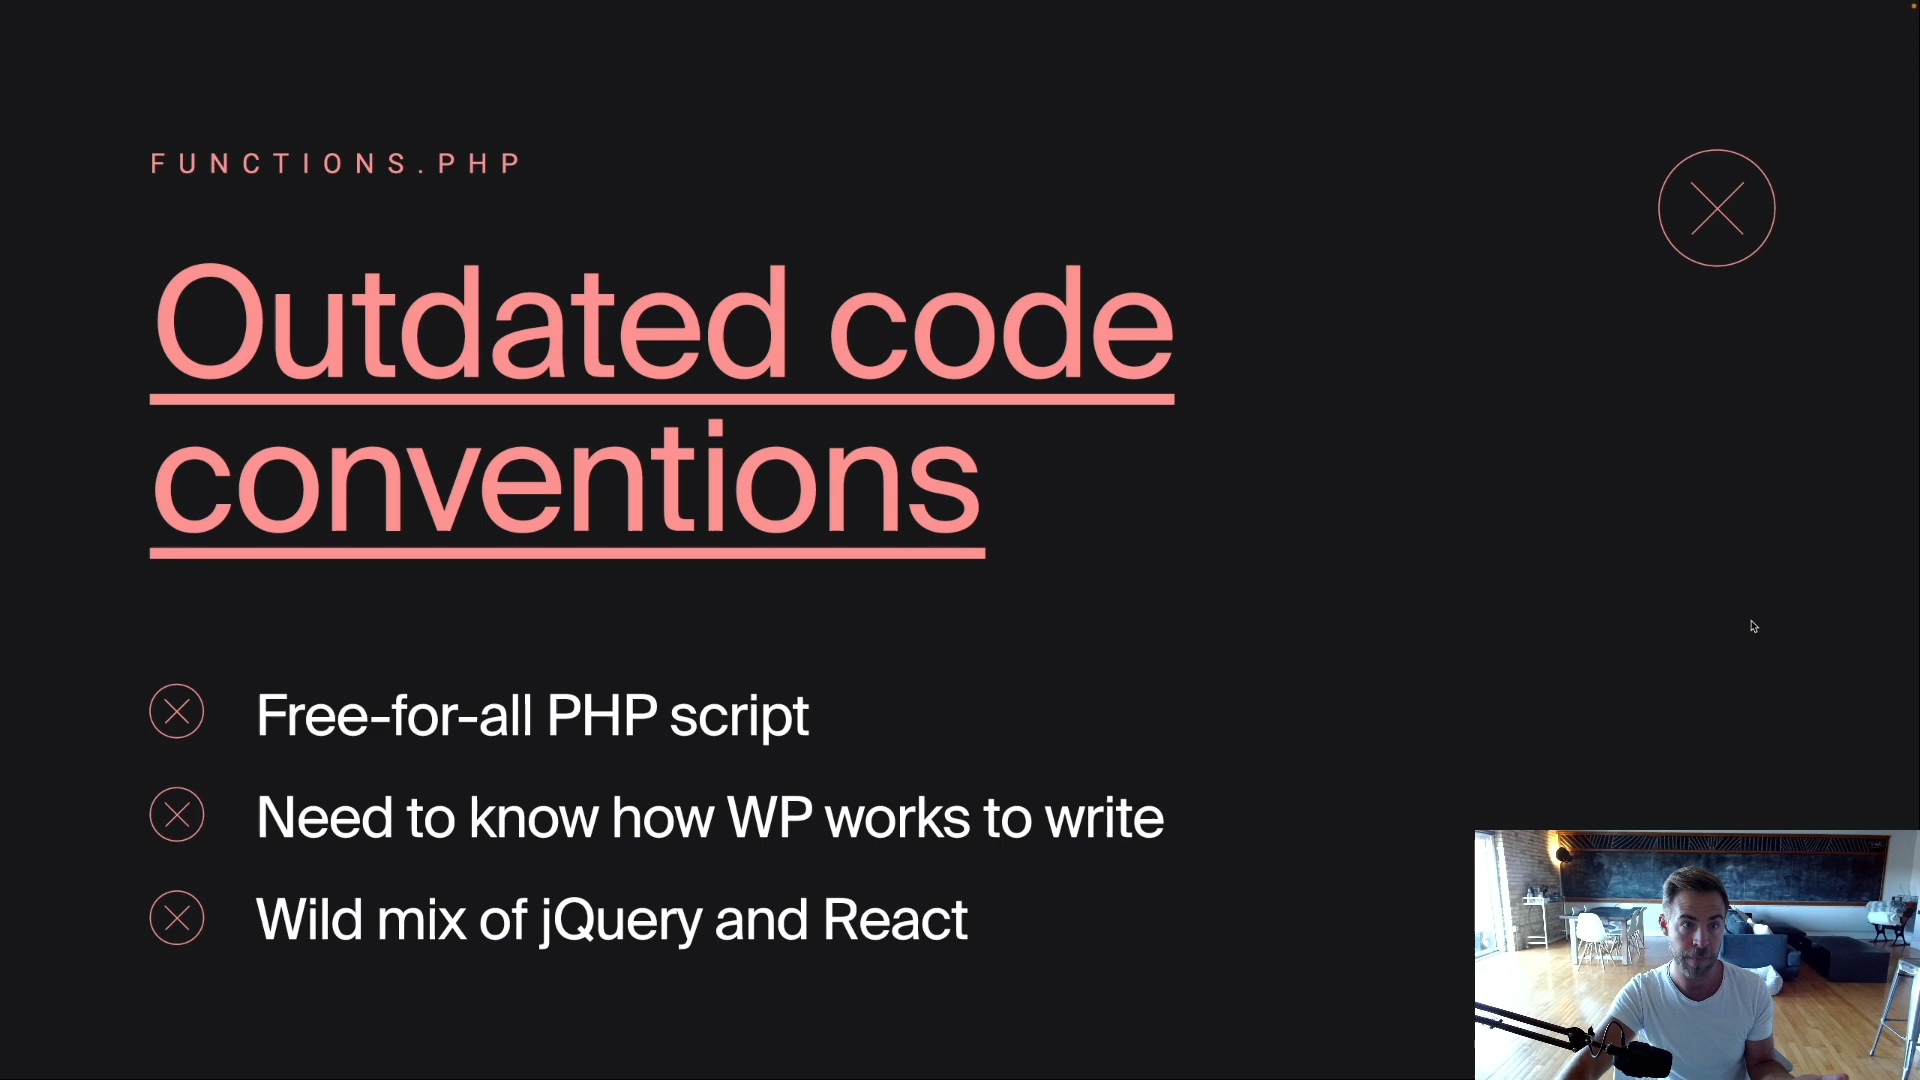 FUNCTIONS.PHP
Outdated code
conventions
Free-for-all PHP script
Need to know how WP works to write
Wild mix of jQuery and React